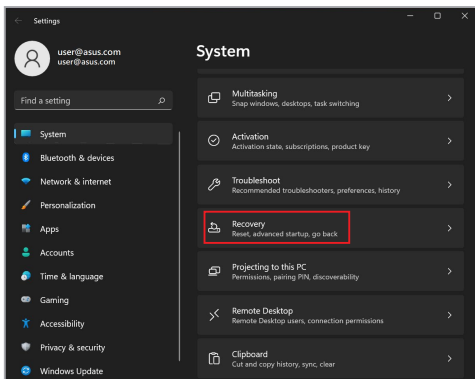 Settings
user@asus.com
user@asus.com
Find a setting
System
Bluetooth & devices
Network & internet
Personalization
Apps
Accounts
Time & language
Gaming
Accessibility
Privacy & security
Windows Update
System
Multitasking
Snap windows, desktops, task switching
Activation
Activation state, subscriptions, product key
Troubleshoot
Recommended troubleshooters, preferences, history
Recovery
Reset, advanced startup, go back
Projecting to this PC
Permissions, pairing PIN, discoverability
Remote Desktop
Remote Desktop users, connection permissions
Clipboard
Cut and copy history, sync, clear